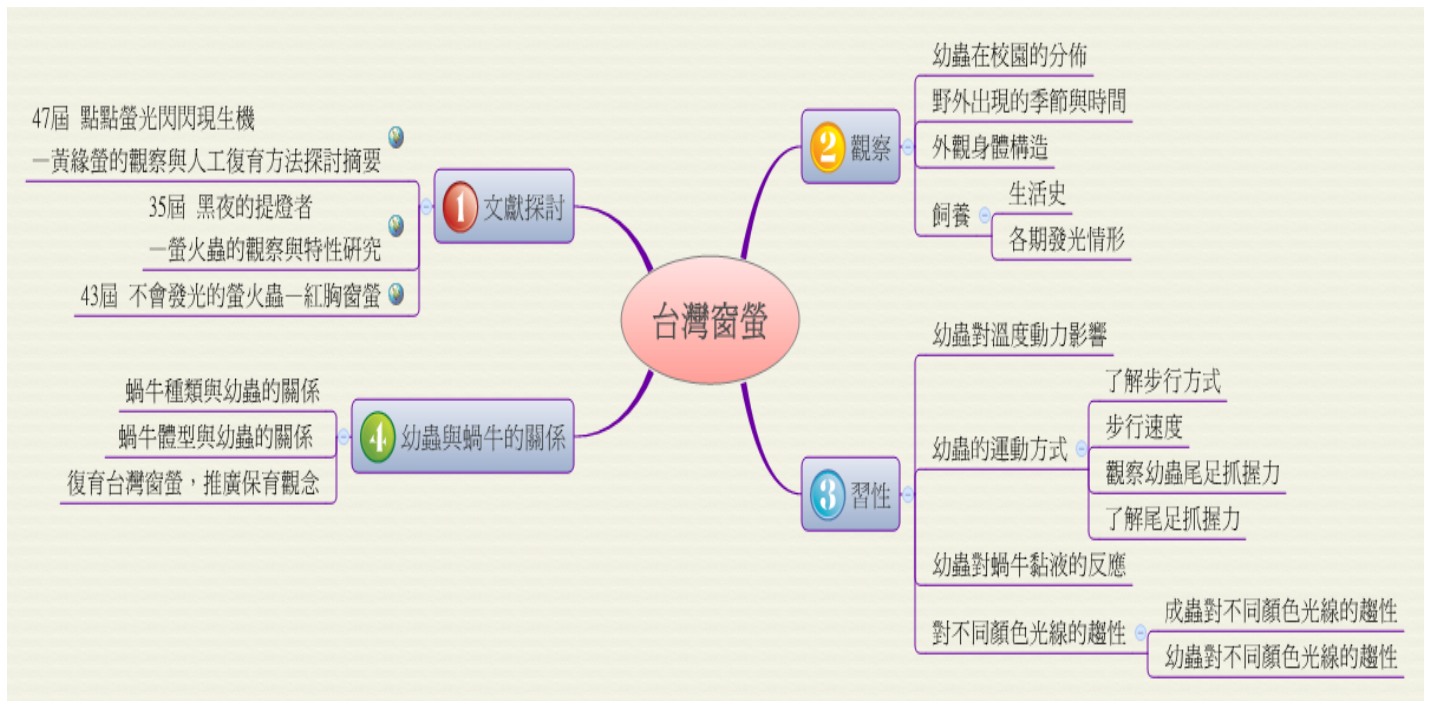 台灣窗螢
1 文獻探討
47屆 點點螢光閃閃現生機
—黃緣螢的觀察與人工復育方法探討摘要
35屆 黑夜的提燈者
—螢火蟲的觀察與特性研究
43屆 不會發光的螢火蟲—紅胸窗螢
2 觀察
幼蟲在校園的分佈
野外出現的季節與時間
外觀身體構造
飼養
生活史
各期發光情形
3 習性
幼蟲對溫度動力影響
幼蟲的運動方式
了解步行方式
步行速度
觀察幼蟲尾足抓握力
了解尾足抓握力
幼蟲對蝸牛黏液的反應
對不同顏色光線的趨性
成蟲對不同顏色光線的趨性
幼蟲對不同顏色光線的趨性
4 幼蟲與蝸牛的關係
蝸牛種類與幼蟲的關係
蝸牛體型與幼蟲的關係
復育台灣窗螢，推廣保育觀念